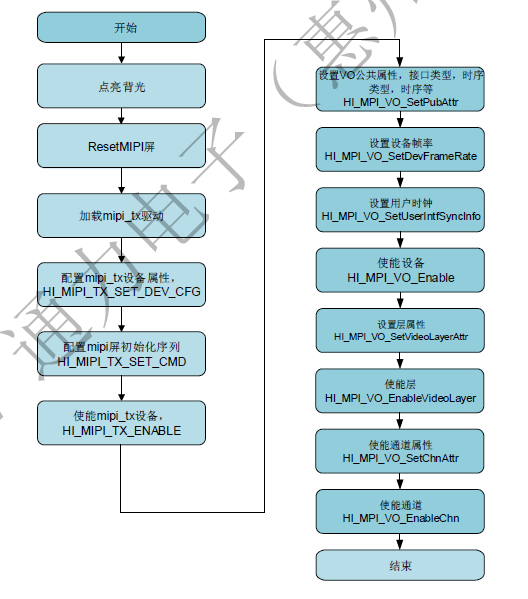 开始
点亮背光
ResetMIPI屏
加载mipi_tx驱动
配置mipi_tx设备属性，
HI_MIPI_TX_SET_DEV_CFG
配置mipi屏初始化序列
HI_MIPI_TX_SET_CMD
使能mipi_tx设备，
HI_MIPI_TX_ENABLE
设置VO公共属性，接口类型，时序
类型，时序等
HI_MPI_VO_SetPubAttr
设置设备帧率
HI_MPI_VO_SetDevFrameRate
设置用户时钟
HI_MPI_VO_SetUserIntfSyncInfo
使能设备
HI_MPI_VO_Enable
设置层属性
HI_MPI_VO_SetVideoLayerAttr
使能层
HI_MPI_VO_EnableVideoLayer
使能通道属性
HI_MPI_VO_SetChnAttr
使能通道
HI_MPI_VO_EnableChn
结束
通力电子（惠州